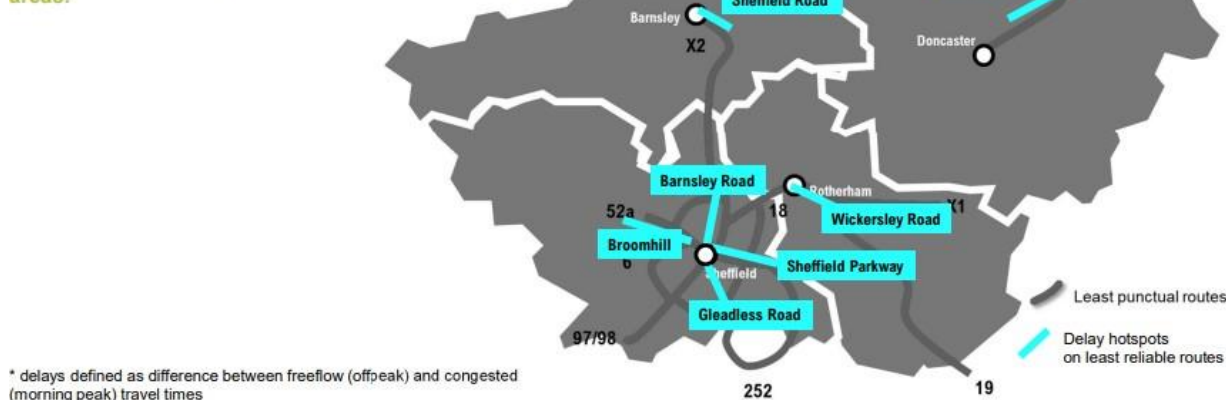 areas.
Sheffield Road
Barnsley
X2
Doncaster
Barnsley Road
Rotherham
52a
18
X1
Wickersley Road
Broomhill
6
Sheffield
Sheffield Parkway
Least punctual routes
Gleadless Road
97/98
Delay hotspots
on least reliable routes
* delays defined as difference between freeflow (offpeak) and congested
(morning peak) travel times
252
19